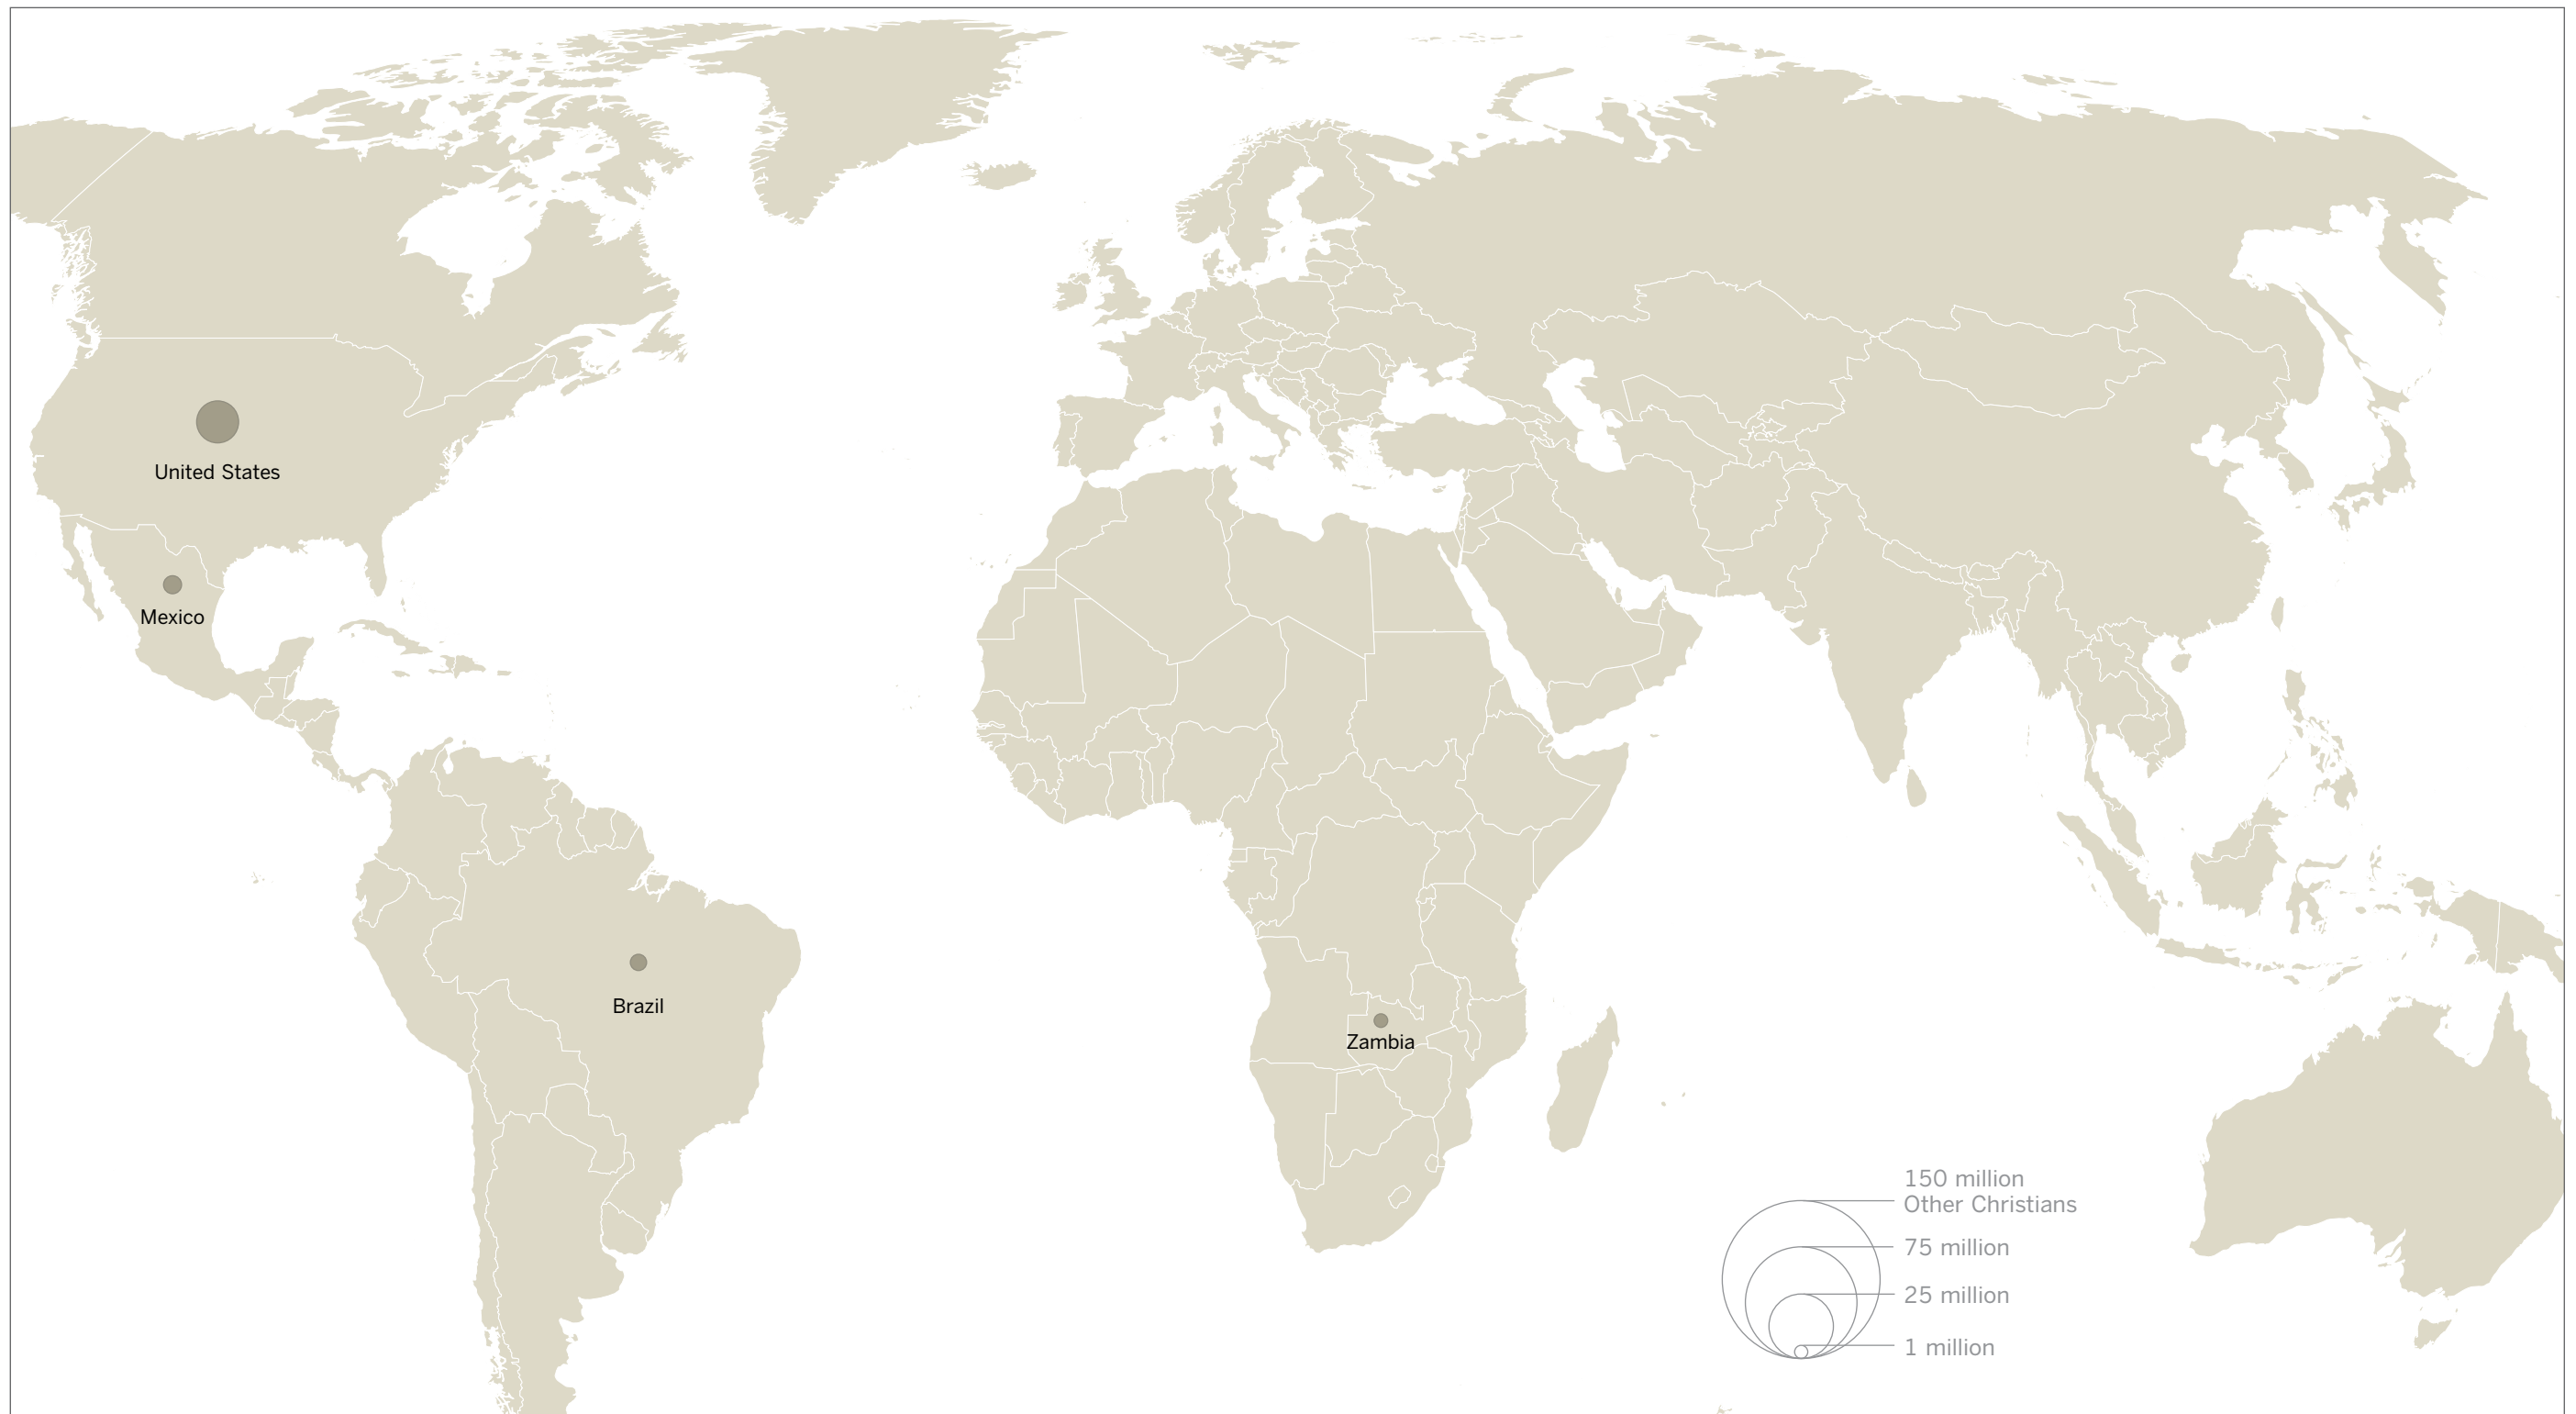 United States
Mexico
Brazil
Zambia
150 million
Other Christians
75 million
25 million
1 million